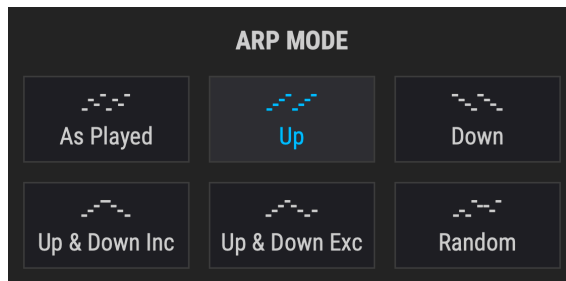 ARP MODE
As Played
Up
Down
Up & Down Inc
Up & Down Exc
Random